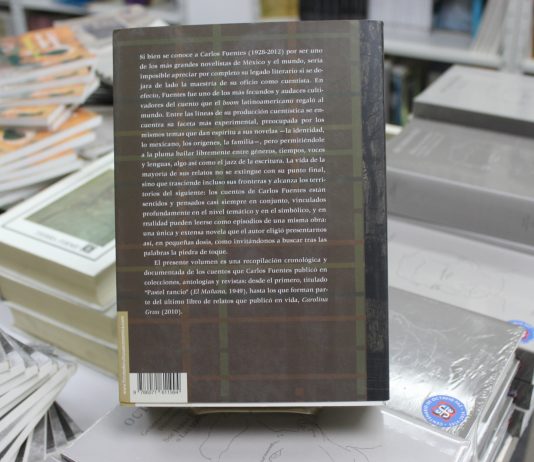 Si bien se conoce a Carlos Fuentes (1928-2012) por ser uno
de los más grandes novelistas de México y el mundo, sería
imposible apreciar por completo su legado literario si se de-
jara de lado la maestría de su oficio como cuentista. En
efecto, Fuentes fue uno de los más fecundos y audaces culti-
vadores del cuento que el boom latinoamericano regaló al
mundo. Entre las líneas de su producción cuentística se en-
cuentra su faceta más experimental, preocupada por los
mismos temas que dan espíritu a sus novelas —la identidad,
lo mexicano, los orígenes, la familia—, pero permitiéndole
a la pluma bailar libremente entre géneros, tiempos, voces
y lenguas, algo así como el jazz de la escritura. La vida de la
mayoría de sus relatos no se extingue con su punto final,
sino que trasciende incluso sus fronteras y alcanza los terri-
torios del siguiente: los cuentos de Carlos Fuentes están
sentidos y pensados casi siempre en conjunto, vinculados
profundamente en el nivel temático y en el simbólico, y en
realidad pueden leerse como episodios de una misma obra:
una única y extensa novela que el autor eligió presentarnos
así, en pequeñas dosis, como invitándonos a buscar tras las
palabras la piedra de toque.
El presente volumen es una recopilación cronológica y
documentada de los cuentos que Carlos Fuentes publicó en
colecciones, antologías y revistas: desde el primero, titulado
"Pastel rancio" (El Mañana, 1949), hasta los que forman par-
te del último libro de relatos que publicó en vida, Carolina
Grau (2010).